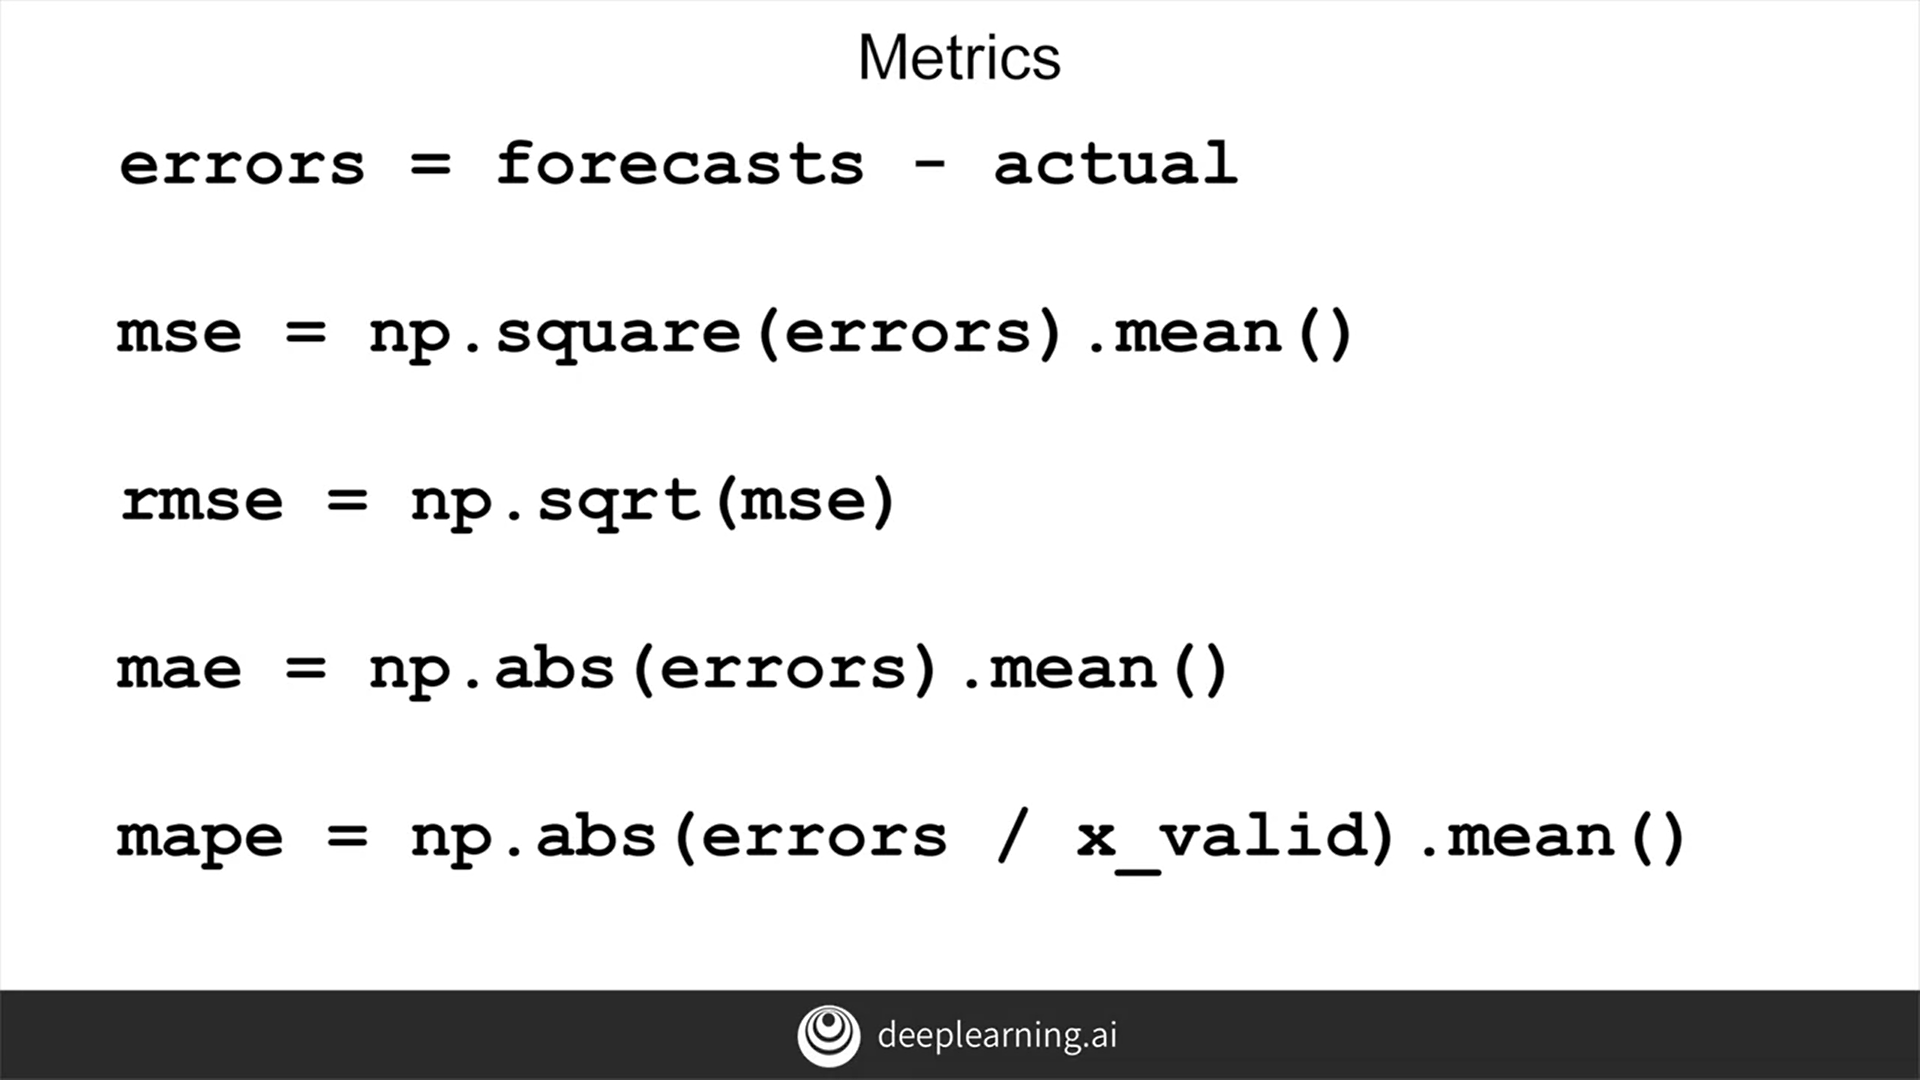 Metrics
errors = forecasts - actual
mse = np.square(errors).mean()
rmse = np.sqrt(mse)
mae = np.abs(errors).mean()
mape = np.abs(errors / x_valid).mean()
deeplearning.ai